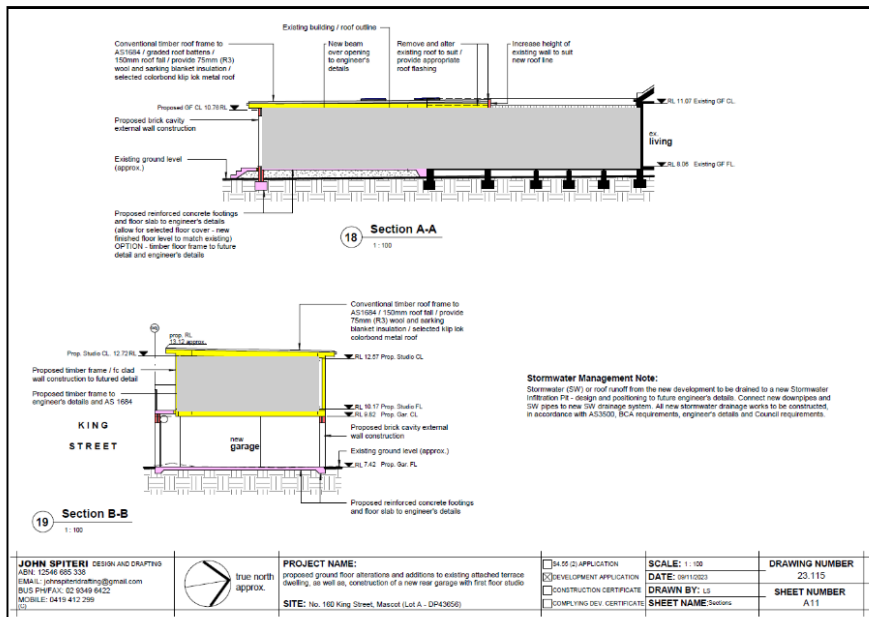 Existing building / roof outline
Conventional timber roof frame to
AS1684 / graded roof battens /
150mm roof fall / provide 75mm (R3)
wool and sarking blanket insulation /
selected colorbond metal roof
New beam
over opening
to engineer's
details
Remove and alter
existing roof to suit /
provide appropriate
roof flashing
Increase height of
existing wall to suit
new roof line
Proposed GF CL 10.78 RL
RL 11.07 Existing GF CL.
Proposed brick cavity
external wall construction
ex.
living
Existing ground level
(approx.)
RL 8.06 Existing GF FL.
Proposed reinforced concrete footings
and floor slab to engineer's details
(allow for selected floor cover - new
finished floor level to match existing)
OPTION - timber floor frame to future
detail and engineer's details
18 Section A-A
1 : 100
Conventional timber roof frame to
AS1684 / 150mm roof fall / provide
75mm (R3) wool and sarking
blanket insulation / selected klip lok
colorbond metal roof
prop. RL
13.12 approx.
Prop. Studio CL. 12.72 RL
RL 12.57 Prop. Studio CL
Proposed timber frame / fc clad
wall construction to futured detail
Proposed timber frame to
engineer's details and AS 1684
RL 10.17 Prop. Studio FL
RL 9.82 Prop. Gar. CL
KING
STREET
new
garage
Proposed brick cavity external
wall construction
Existing ground level (approx.)
RL 7.42 Prop. Gar. FL
Proposed reinforced concrete footings
and floor slab to engineer's details
19 Section B-B
1 : 100
Stormwater Management Note:
Stormwater (SW) or roof runoff from the new development to be drained to a new Stormwater
Infiltration Pit - design and positioning to future engineer's details. Connect new downpipes and
SW pipes to new SW drainage system. All new stormwater drainage works to be constructed,
in accordance with AS3500, BCA requirements, engineer's details and Council requirements.
JOHN SPITERI DESIGN AND DRAFTING
ABN: 12546 685 338
EMAIL: johnspiteridrafting@gmail.com
BUS PH/FAX: 02 9349 6422
MOBILE: 0419 412 299
(C)
true north
approx.
PROJECT NAME:
proposed ground floor alterations and additions to existing attached terrace
dwelling, as well as, construction of a new rear garage with first floor studio
SITE: No. 160 King Street, Mascot (Lot A - DP43656)
S4.55 (2) APPLICATION
DEVELOPMENT APPLICATION
CONSTRUCTION CERTIFICATE
COMPLYING DEV. CERTIFICATE
SCALE: 1 : 100
DATE: 09/11/2023
DRAWN BY: LS
SHEET NAME: Sections
DRAWING NUMBER
23.115
SHEET NUMBER
A11